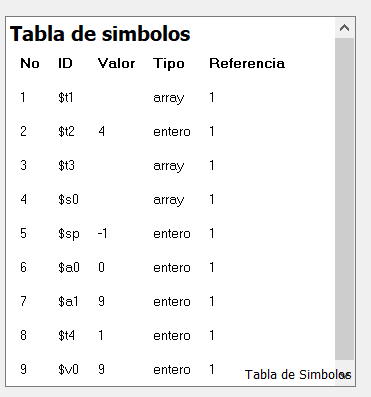 Tabla de simbolos
No ID Valor Tipo Referencia
1 $t1 array 1
2 $t2 4 entero 1
3 $t3 array 1
4 $s0 array 1
5 $sp -1 entero 1
6 $a0 0 entero 1
7 $a1 9 entero 1
8 $t4 1 entero 1
9 $v0 9 entero 1
Tabla de Simbolos